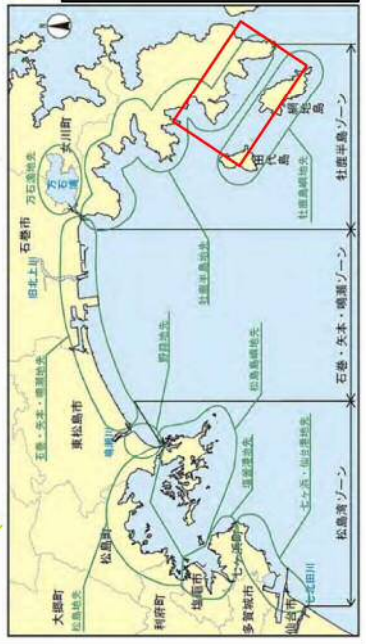 大郷町
松島地先
利府町
松島町
塩竈市
多賀城市
七ヶ浜町
仙台市
七北田川
東松島市
鳴瀬川
石巻・矢本・鳴瀬地先
石巻市
旧北上川
万石浦地先
万石浦
女川町
野蒜地先
松島島嶼地先
塩釜港地先
七ヶ浜・仙台港地先
牡鹿半島地先
牡鹿島嶼地先
田代島
網地島
松島湾ゾーン
石巻・矢本・鳴瀬ゾーン
牡鹿半島ゾーン